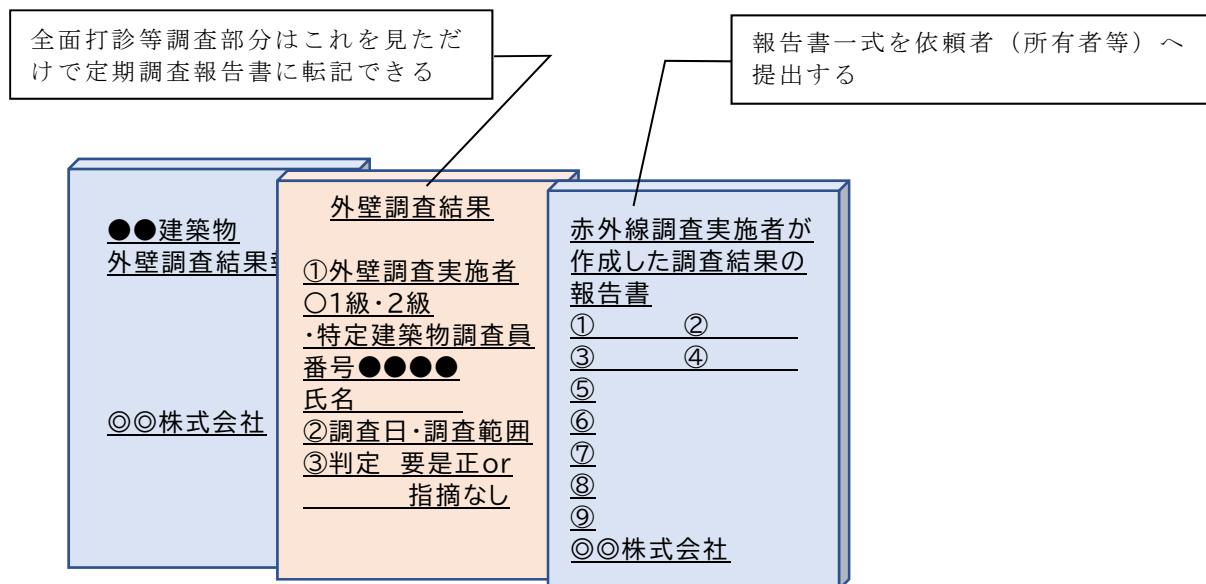 全面打診等調査部分はこれを見ただ
けで定期調査報告書に転記できる
報告書一式を依頼者（所有者等）へ
提出する
●●建築物
外壁調査結果
◎◎株式会社
外壁調査結果
①外壁調査実施者
〇1級・2級
・特定建築物調査員
番号●●●●
氏名
②調査日・調査範囲
③判定　要是正or
指摘なし
赤外線調査実施者が
作成した調査結果の
報告書
①　　　②
③　　　④
⑤
⑥
⑦
⑧
⑨
◎◎株式会社